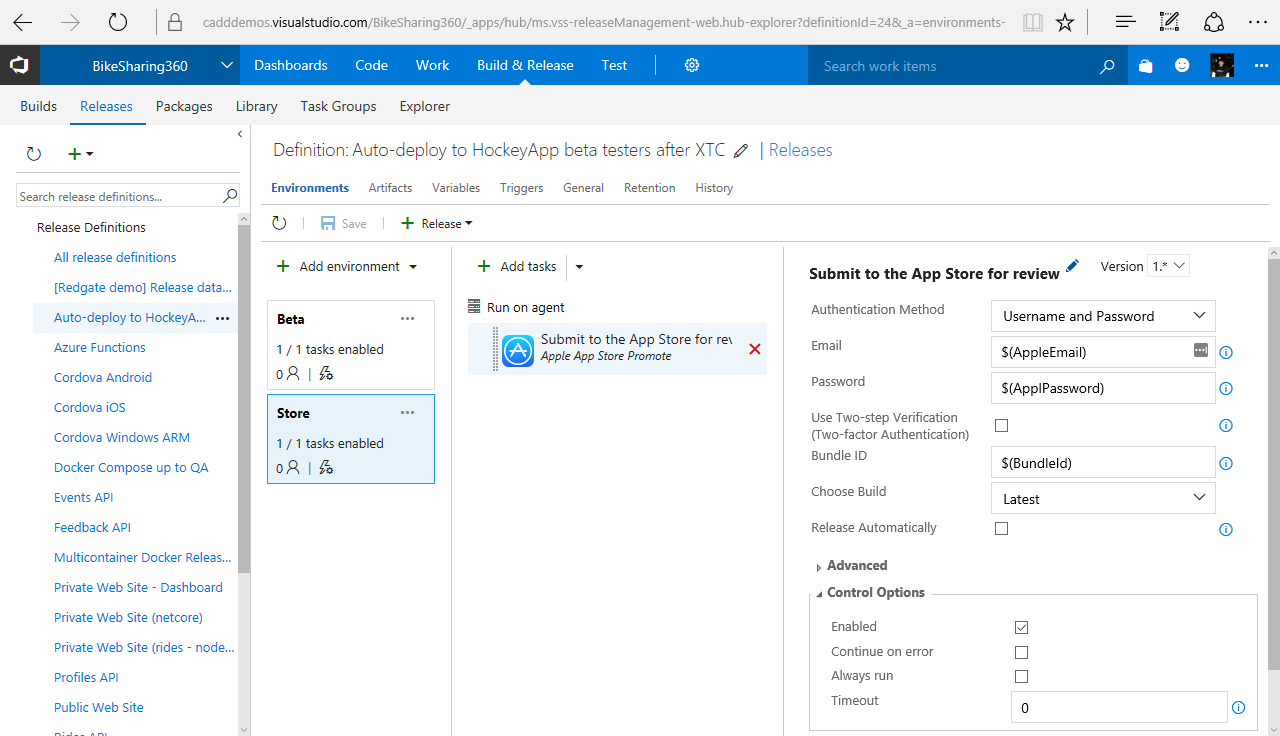 cadddemos.visualstudio.com/BikeSharing360/_apps/hub/ms.vss-releaseManagement-web.hub-explorer?definitionId=24&_a=environments-
BikeSharing360
Dashboards
Code
Work
Build & Release
Test
Search work items
Builds
Releases
Packages
Library
Task Groups
Explorer
Search release definitions...
Release Definitions
All release definitions
[Redgate demo] Release data...
Auto-deploy to HockeyA...
Azure Functions
Cordova Android
Cordova iOS
Cordova Windows ARM
Docker Compose up to QA
Events API
Feedback API
Multicontainer Docker Releas...
Private Web Site - Dashboard
Private Web Site (netcore)
Private Web Site (rides - node...
Profiles API
Public Web Site
Rides API
Definition: Auto-deploy to HockeyApp beta testers after XTC | Releases
Environments
Artifacts
Variables
Triggers
General
Retention
History
Save
Release
Add environment
Beta
1 / 1 tasks enabled
0
Store
1 / 1 tasks enabled
0
Add tasks
Run on agent
Submit to the App Store for rev
Apple App Store Promote
Submit to the App Store for review
Version 1.*
Authentication Method
Username and Password
Email
$(AppleEmail)
Password
$(ApplPassword)
Use Two-step Verification
(Two-factor Authentication)
Bundle ID
$(BundleId)
Choose Build
Latest
Release Automatically
Advanced
Control Options
Enabled
Continue on error
Always run
Timeout
0